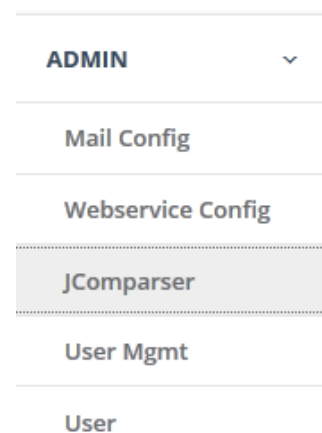 ADMIN
Mail Config
Webservice Config
JComparser
User Mgmt
User